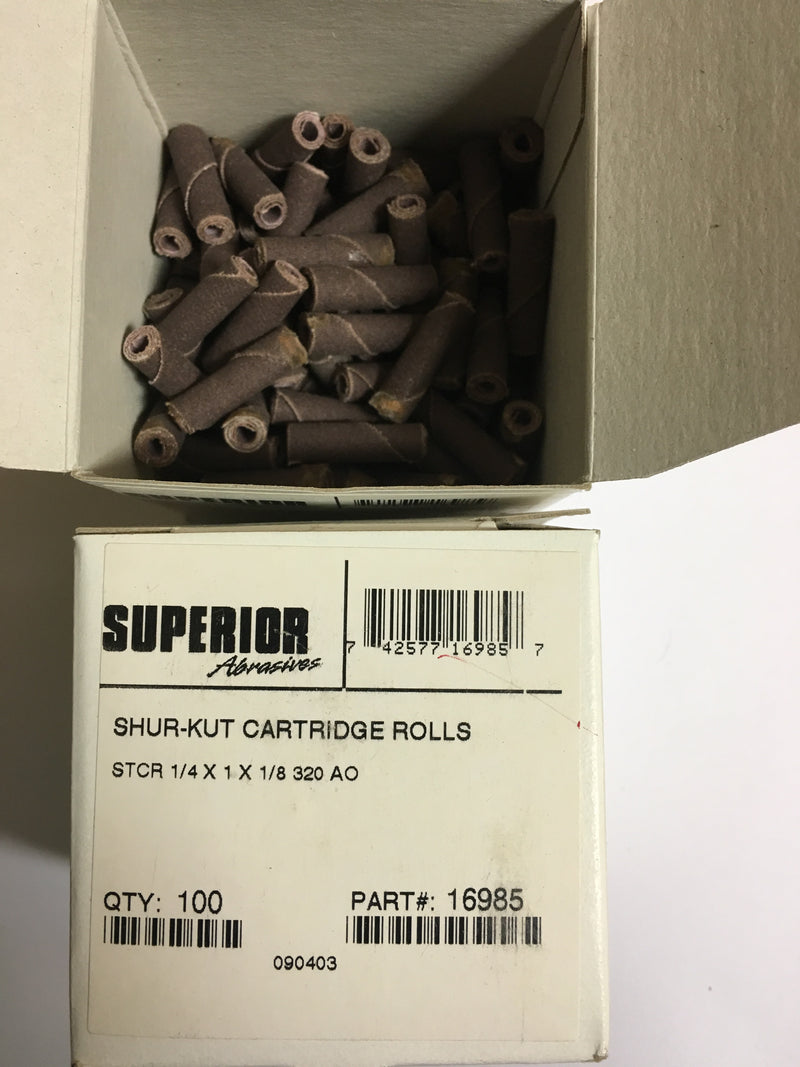 SUPERIOR
SUPERIOR
Abrasives
7 42577 16985 7
SHUR-KUT CARTRIDGE ROLLS
STCR 1/4 X 1 X 1/8 320 AO
QTY: 100
PART#: 16985
090403